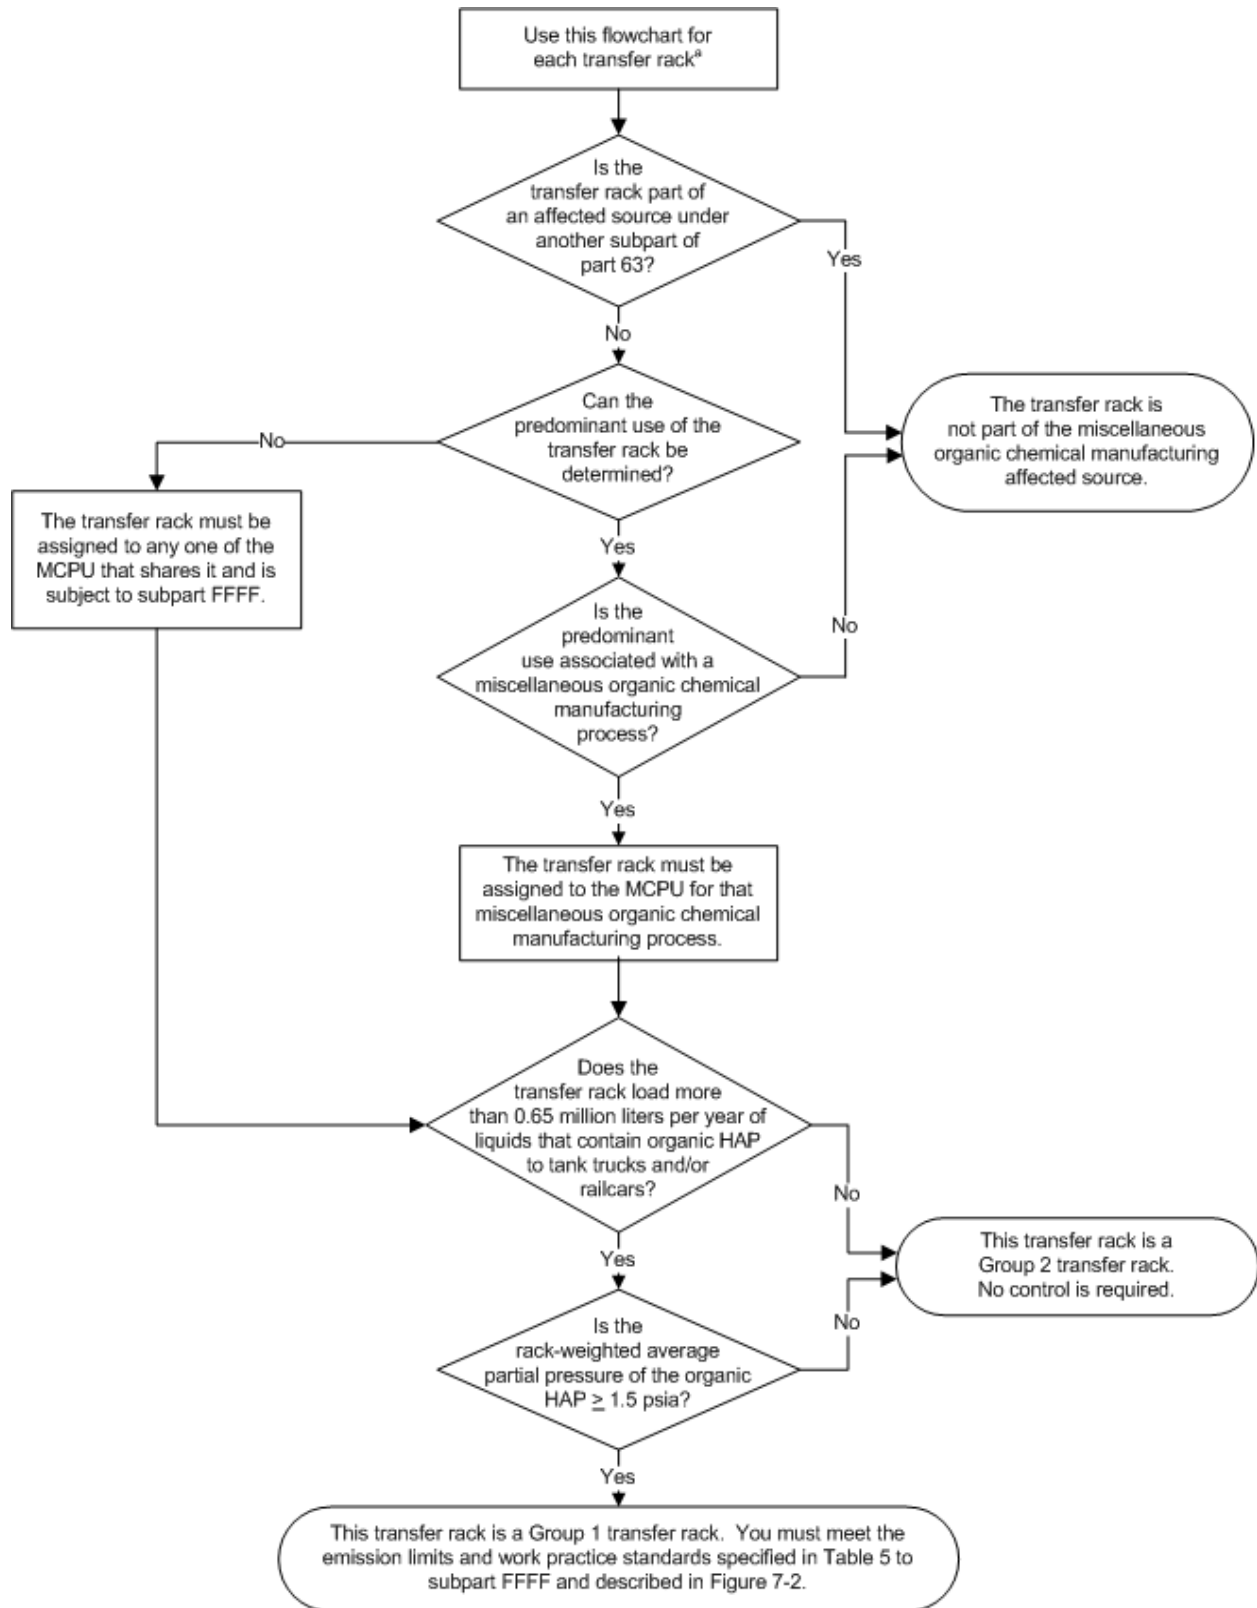 Use this flowchart for
each transfer rackª
Is the
transfer rack part of
an affected source under
another subpart of
part 63?
Yes
No
Can the
predominant use of the
transfer rack be
determined?
No
The transfer rack is
not part of the miscellaneous
organic chemical manufacturing
affected source.
The transfer rack must be
assigned to any one of the
MCPU that shares it and is
subject to subpart FFFF.
Yes
Is the
predominant
use associated with a
miscellaneous organic chemical
manufacturing
process?
No
Yes
The transfer rack must be
assigned to the MCPU for that
miscellaneous organic chemical
manufacturing process.
Does the
transfer rack load more
than 0.65 million liters per year of
liquids that contain organic HAP
to tank trucks and/or
railcars?
No
Yes
This transfer rack is a
Group 2 transfer rack.
No control is required.
Is the
rack-weighted average
partial pressure of the organic
HAP ≥ 1.5 psia?
No
Yes
This transfer rack is a Group 1 transfer rack.  You must meet the
emission limits and work practice standards specified in Table 5 to
subpart FFFF and described in Figure 7-2.